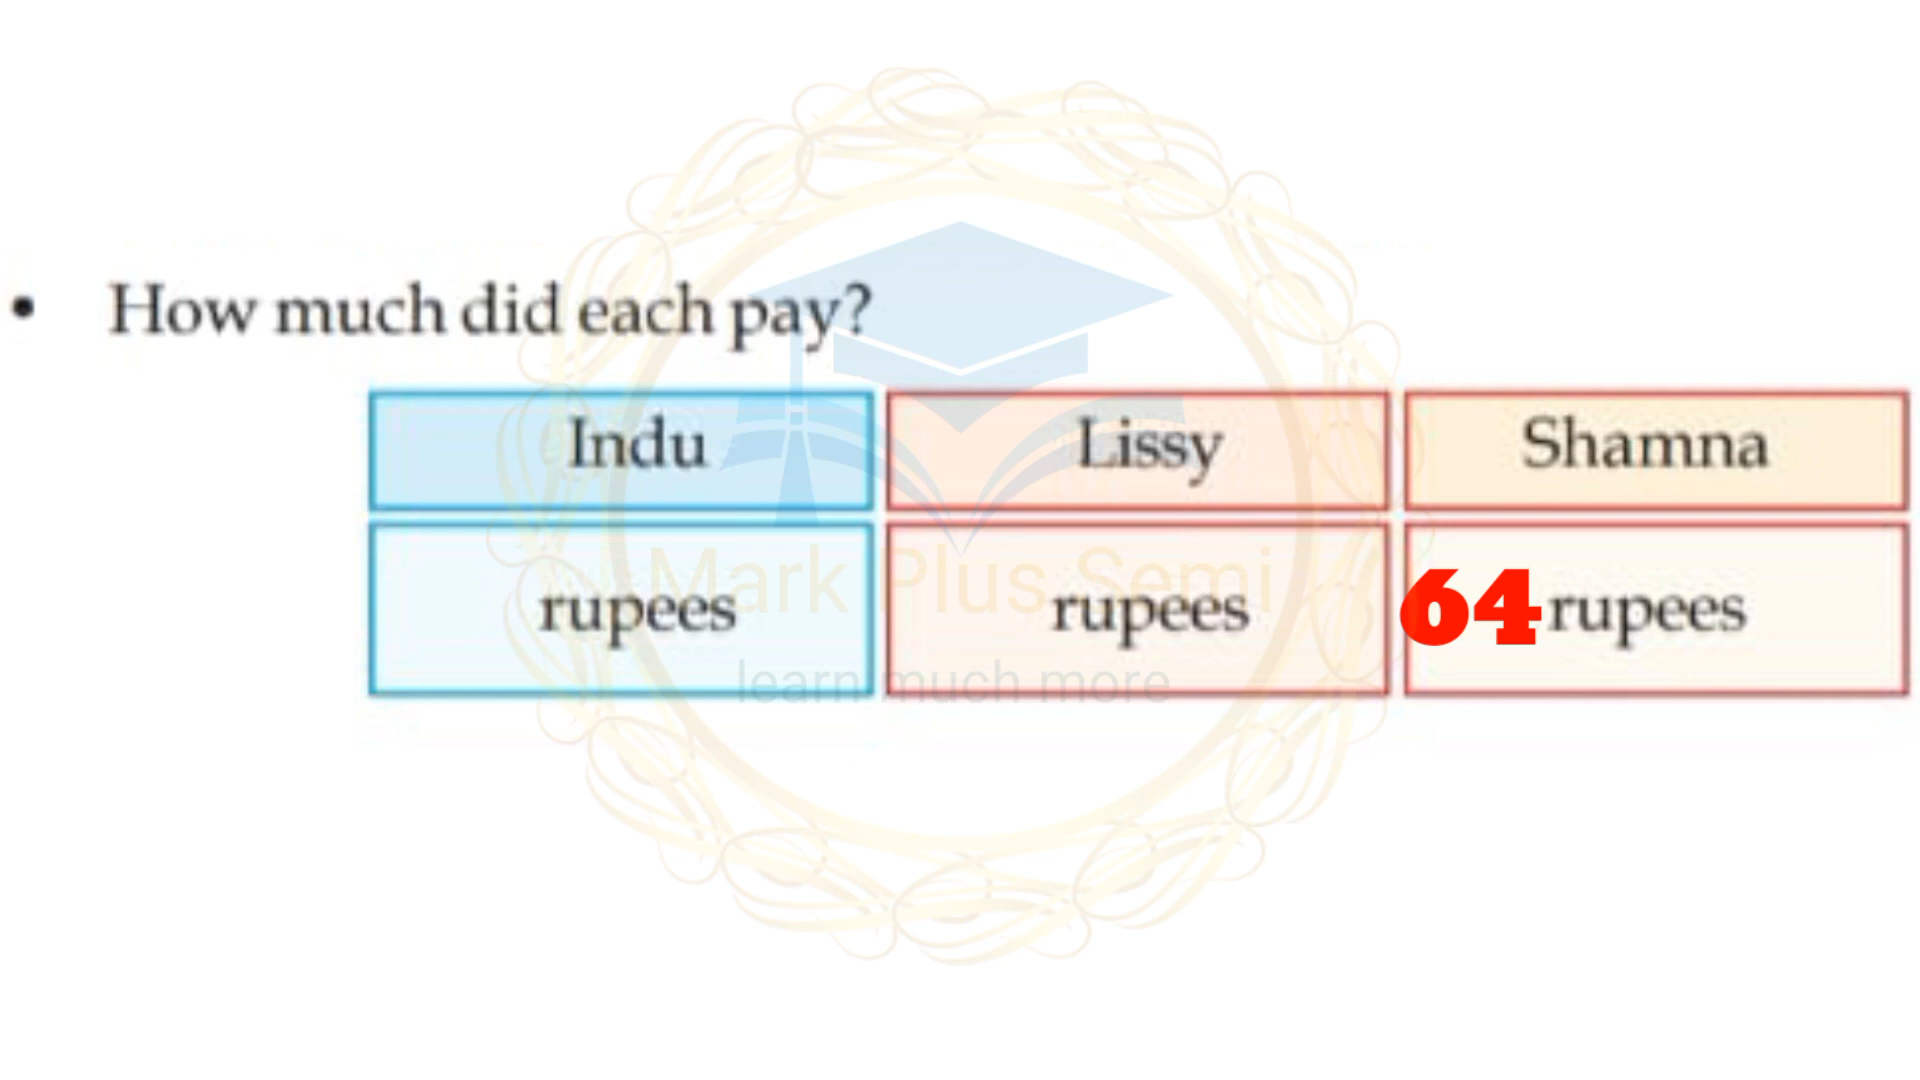 • How much did each pay?
Indu Lissy Shamna
rupees rupees 64 rupees
Mark Plus Semi
learn much more